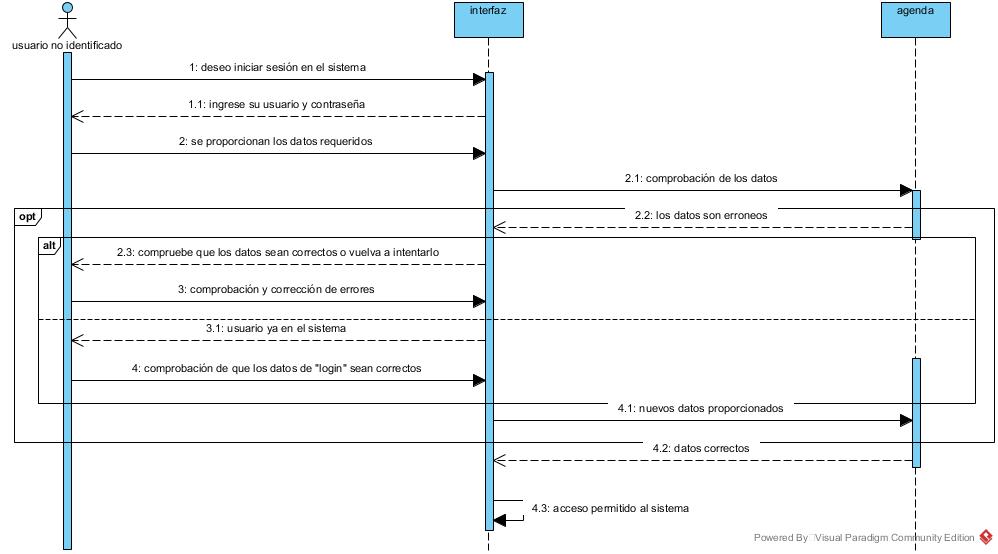 interfaz
agenda
usuario no identificado
1: deseo iniciar sesión en el sistema
1.1: ingrese su usuario y contraseña
2: se proporcionan los datos requeridos
2.1: comprobación de los datos
opt
2.2: los datos son erroneos
alt
2.3: compruebe que los datos sean correctos o vuelva a intentarlo
3: comprobación y corrección de errores
3.1: usuario ya en el sistema
4: comprobación de que los datos de "login" sean correctos
4.1: nuevos datos proporcionados
4.2: datos correctos
4.3: acceso permitido al sistema
Powered By Visual Paradigm Community Edition